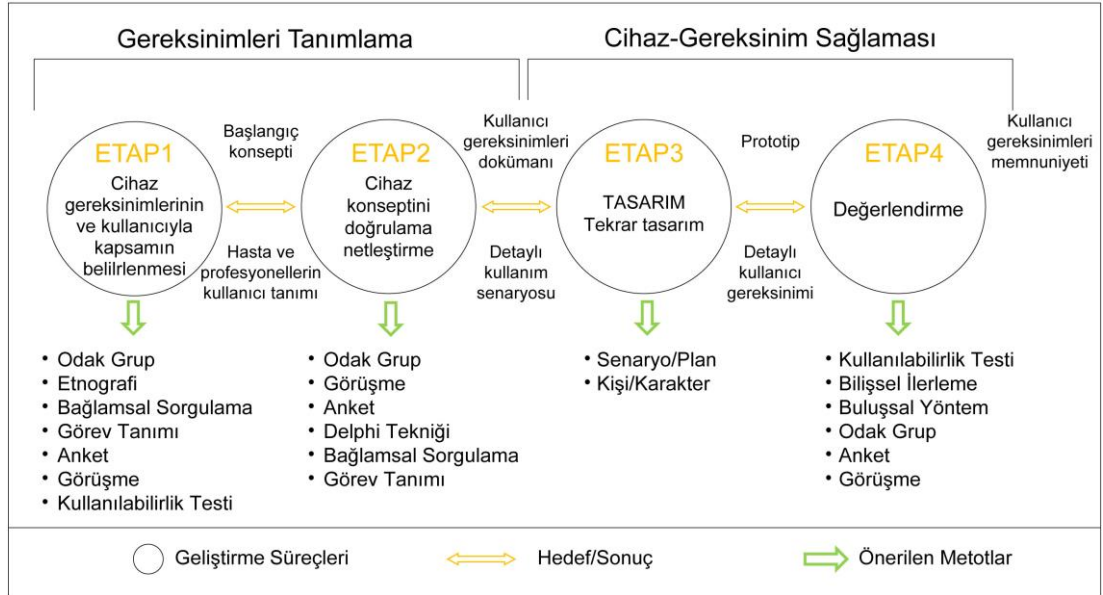 Gereksinimleri Tanımlama
Cihaz-Gereksinim Sağlaması
ETAP1
Cihaz
gereksinimlerinin
ve kullanıcıyla
kapsamın
belilrlenmesi
Başlangıç
konsepti
Hasta ve
profesyonellerin
kullanıcı tanımı
ETAP2
Cihaz
konseptini
doğrulama
netleştirme
Kullanıcı
gereksinimleri
dokümanı
Detaylı
kullanım
senaryosu
ETAP3
TASARIM
Tekrar tasarım
Prototip
Detaylı
kullanıcı
gereksinimi
ETAP4
Değerlendirme
Kullanıcı
gereksinimleri
memnuniyeti
• Odak Grup
• Etnografi
• Bağlamsal Sorgulama
• Görev Tanımı
• Anket
• Görüşme
• Kullanılabilirlik Testi
• Odak Grup
• Görüşme
• Anket
• Delphi Tekniği
• Bağlamsal Sorgulama
• Görev Tanımı
• Senaryo/Plan
• Kişi/Karakter
• Kullanılabilirlik Testi
• Bilişsel İlerleme
• Buluşsal Yöntem
• Odak Grup
• Anket
• Görüşme
Geliştirme Süreçleri
Hedef/Sonuç
Önerilen Metotlar